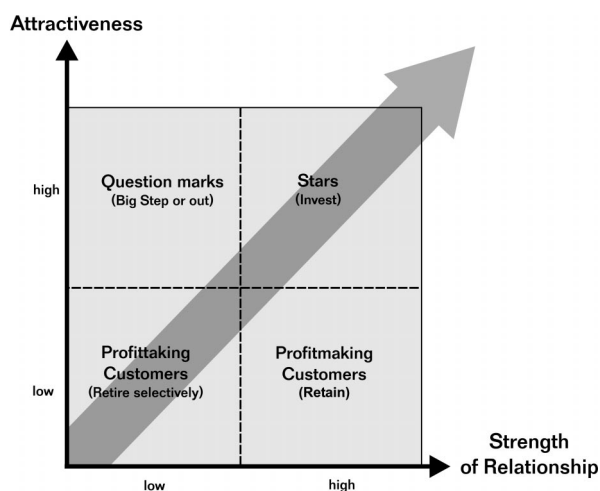 Attractiveness
high
Question marks
(Big Step or out)
Stars
(Invest)
low
Profittaking
Customers
(Retire selectively)
Profitmaking
Customers
(Retain)
low
high
Strength
of Relationship